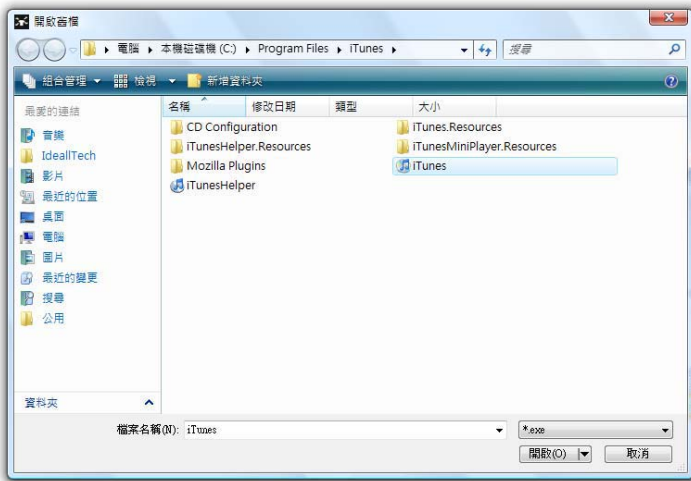 開啟舊檔
電腦 本機磁碟機 (C:) Program Files iTunes 搜尋
組合管理 檢視 新增資料夾
最愛的連結
音樂
IdeallTech
影片
最近的位置
桌面
電腦
圖片
最近的變更
搜尋
公用
資料夾
名稱 修改日期 類型 大小
CD Configuration iTunes.Resources
iTunesHelper.Resources iTunesMiniPlayer.Resources
Mozilla Plugins iTunes
iTunesHelper
檔案名稱(N): iTunes *.exe
開啟(O) 取消